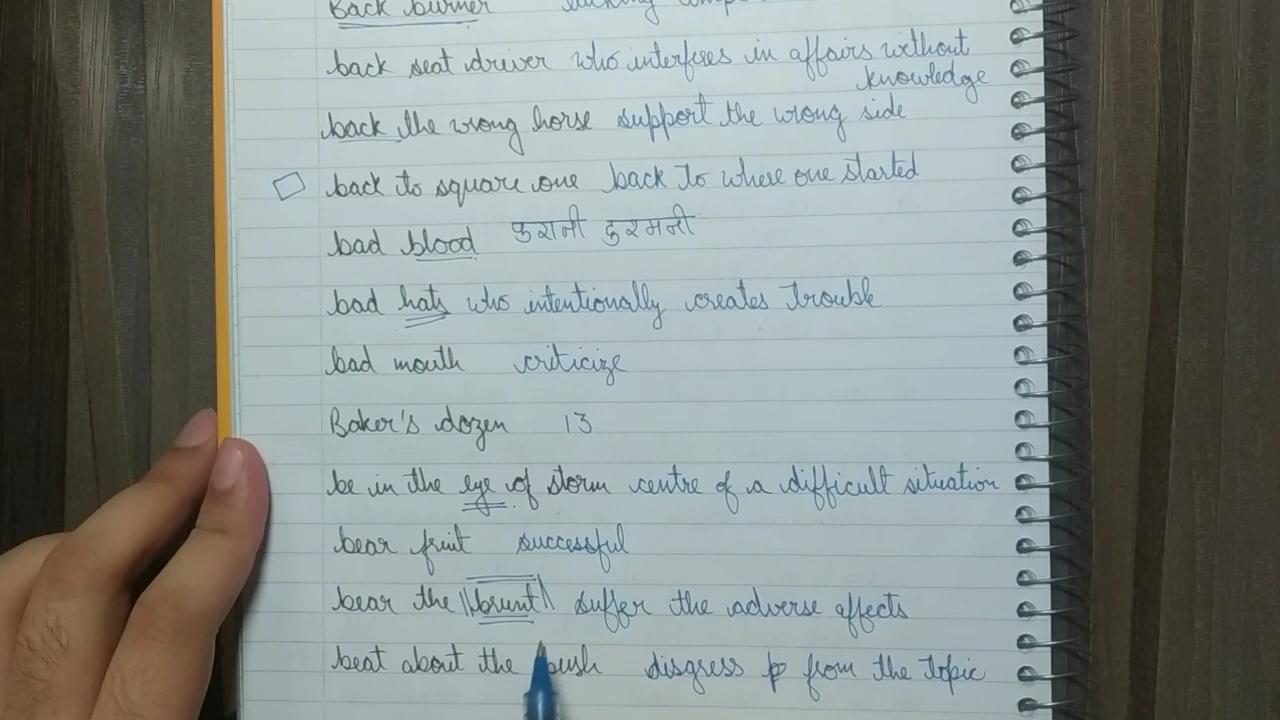 Back burner
back seat driver who interferes in affairs without
knowledge
back the wrong horse support the wrong side
back to square one back to where one started
bad blood पुरानी दुश्मनी
bad hats who intentionally creates trouble
bad mouth criticize
Baker's dozen 13
be in the eye of storm centre of a difficult situation
bear fruit successful
bear the brunt suffer the adverse affects
beat about the bush disgress from the topic